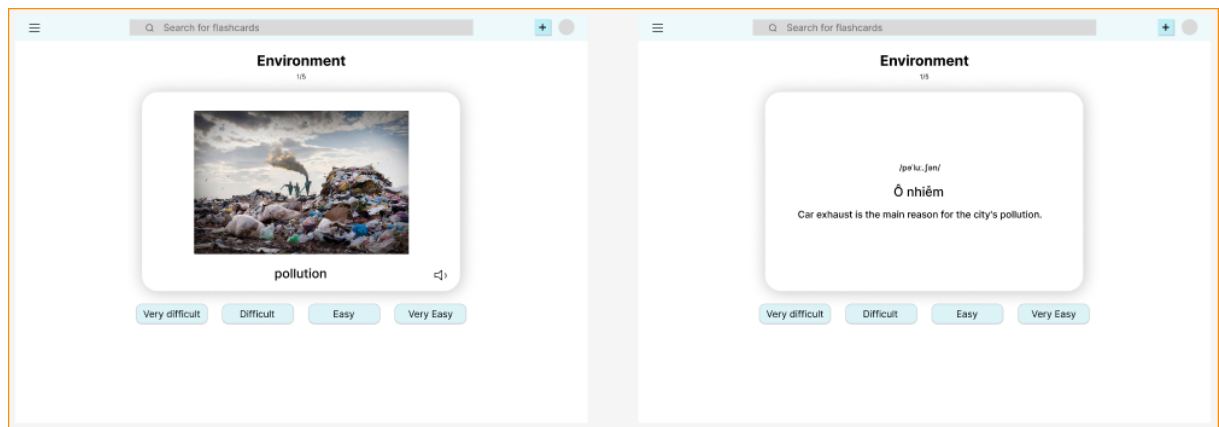 Search for flashcards
+
Environment
1/5
pollution
Very difficult
Difficult
Easy
Very Easy
Search for flashcards
+
Environment
1/5
/pəˈluː.ʃən/
Ô nhiễm
Car exhaust is the main reason for the city's pollution.
Very difficult
Difficult
Easy
Very Easy